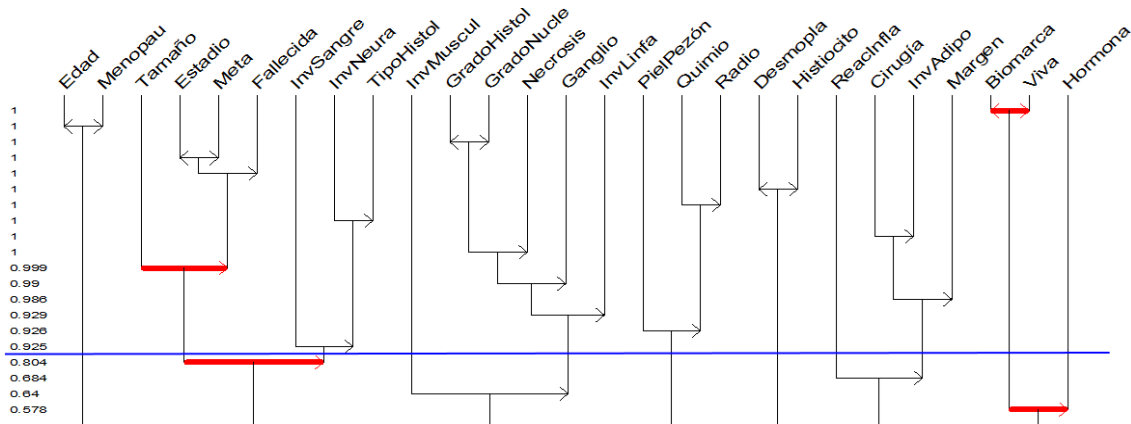 Edad
Menopau
Tamaño
Estadio
Meta
Fallecida
InvSangre
InvNeura
TipoHistol
InvMuscul
GradoHistol
GradoNucle
Necrosis
Ganglio
InvLinfa
PielPezón
Quimio
Radio
Desmopla
Histiocito
ReacInfla
Cirugía
InvAdipo
Margen
Biomarca
Viva
Hormona
1
1
1
1
1
1
1
1
1
1
0.999
0.99
0.986
0.929
0.926
0.925
0.804
0.684
0.64
0.578